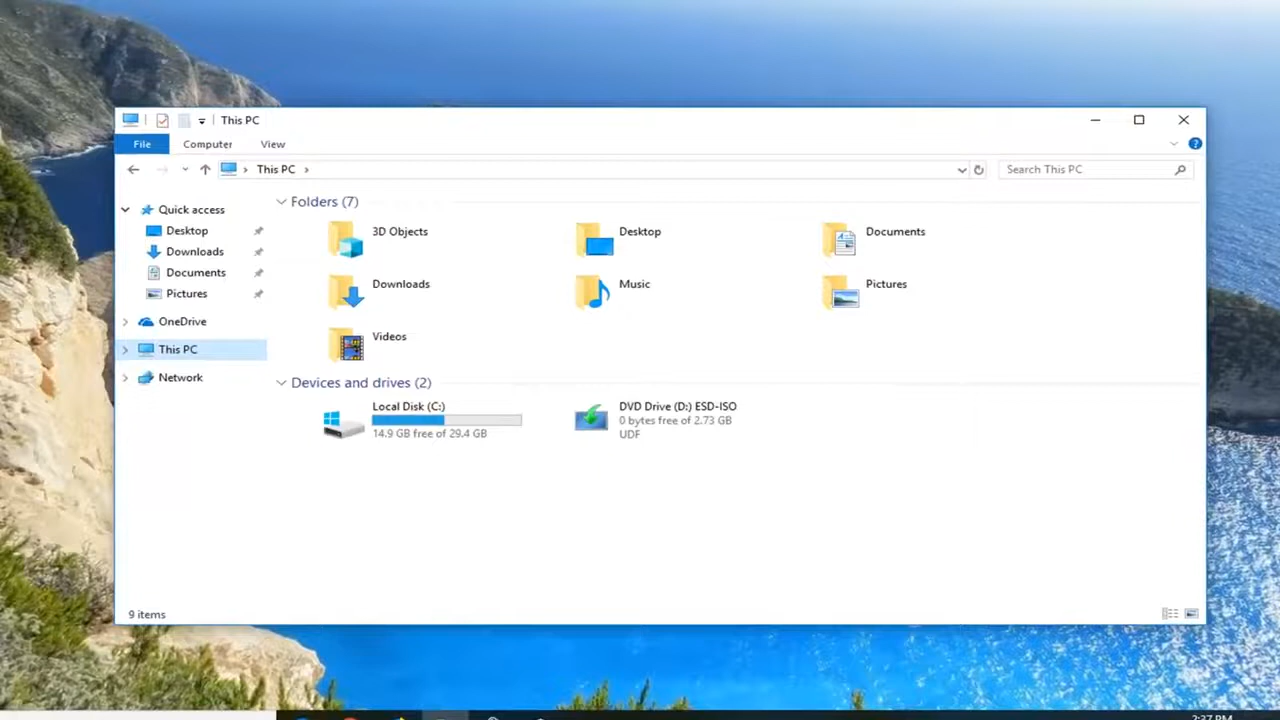 This PC
File
Computer
View
This PC
Search This PC
Quick access
Desktop
Downloads
Documents
Pictures
OneDrive
This PC
Network
Folders (7)
3D Objects
Desktop
Documents
Downloads
Music
Pictures
Videos
Devices and drives (2)
Local Disk (C:)
14.9 GB free of 29.4 GB
DVD Drive (D:) ESD-ISO
0 bytes free of 2.73 GB
UDF
9 items
2:37 PM